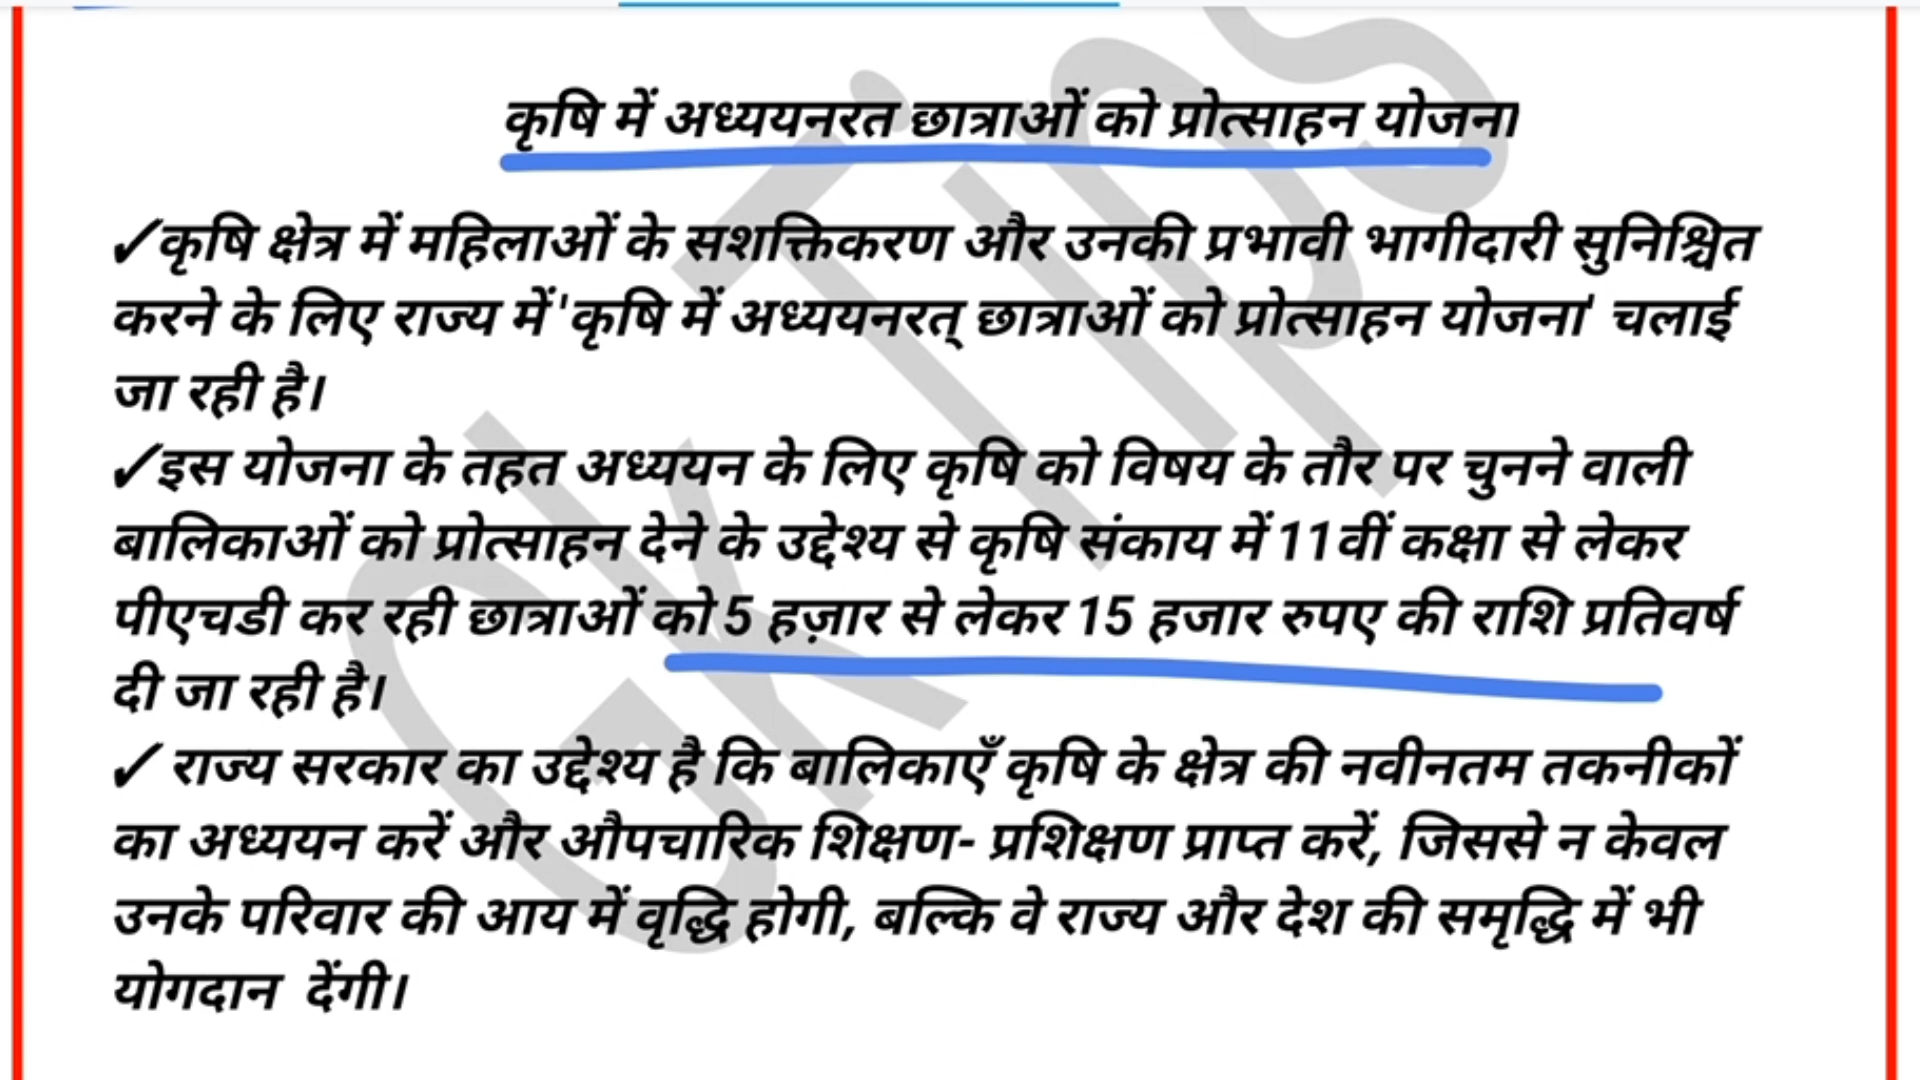 कृषि में अध्ययनरत छात्राओं को प्रोत्साहन योजना
✓कृषि क्षेत्र में महिलाओं के सशक्तिकरण और उनकी प्रभावी भागीदारी सुनिश्चित
करने के लिए राज्य में 'कृषि में अध्ययनरत् छात्राओं को प्रोत्साहन योजना' चलाई
जा रही है।
✓इस योजना के तहत अध्ययन के लिए कृषि को विषय के तौर पर चुनने वाली
बालिकाओं को प्रोत्साहन देने के उद्देश्य से कृषि संकाय में 11वीं कक्षा से लेकर
पीएचडी कर रही छात्राओं को 5 हज़ार से लेकर 15 हजार रुपए की राशि प्रतिवर्ष
दी जा रही है।
✓ राज्य सरकार का उद्देश्य है कि बालिकाएँ कृषि के क्षेत्र की नवीनतम तकनीकों
का अध्ययन करें और औपचारिक शिक्षण- प्रशिक्षण प्राप्त करें, जिससे न केवल
उनके परिवार की आय में वृद्धि होगी, बल्कि वे राज्य और देश की समृद्धि में भी
योगदान देंगी।
Gk Tips